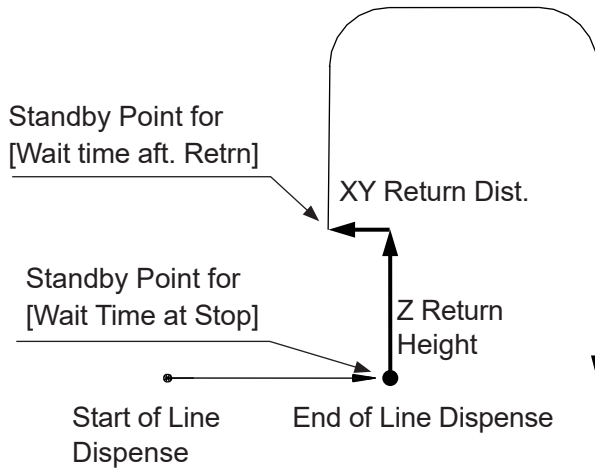 Standby Point for
[Wait time aft. Retrn]
XY Return Dist.
Standby Point for
[Wait Time at Stop]
Z Return
Height
Start of Line
Dispense
End of Line Dispense